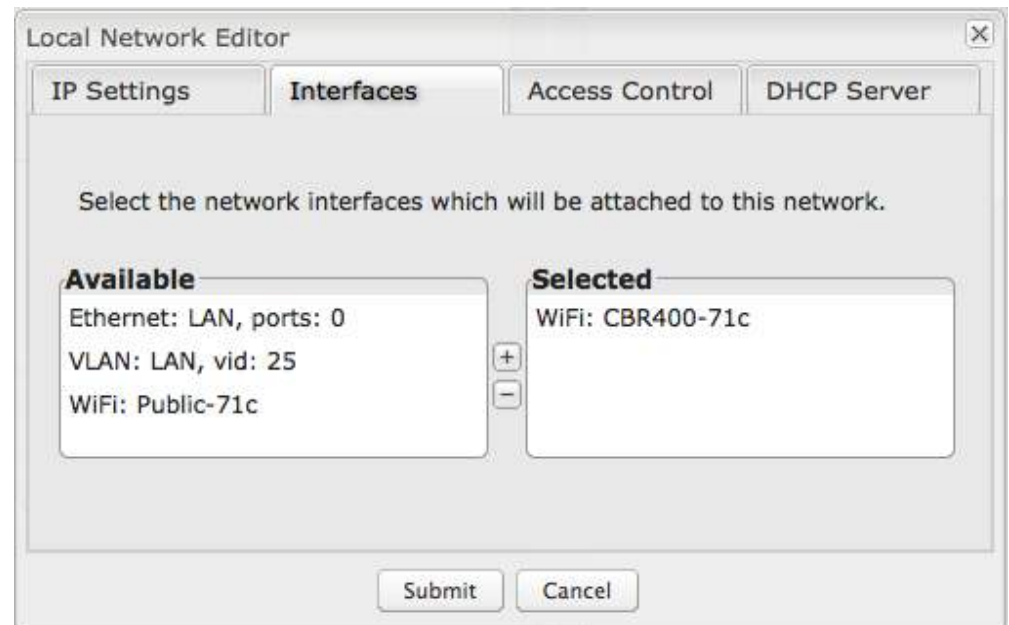 Local Network Editor
IP Settings
Interfaces
Access Control
DHCP Server
Select the network interfaces which will be attached to this network.
Available
Ethernet: LAN, ports: 0
VLAN: LAN, vid: 25
WiFi: Public-71c
+
−
Selected
WiFi: CBR400-71c
Submit
Cancel